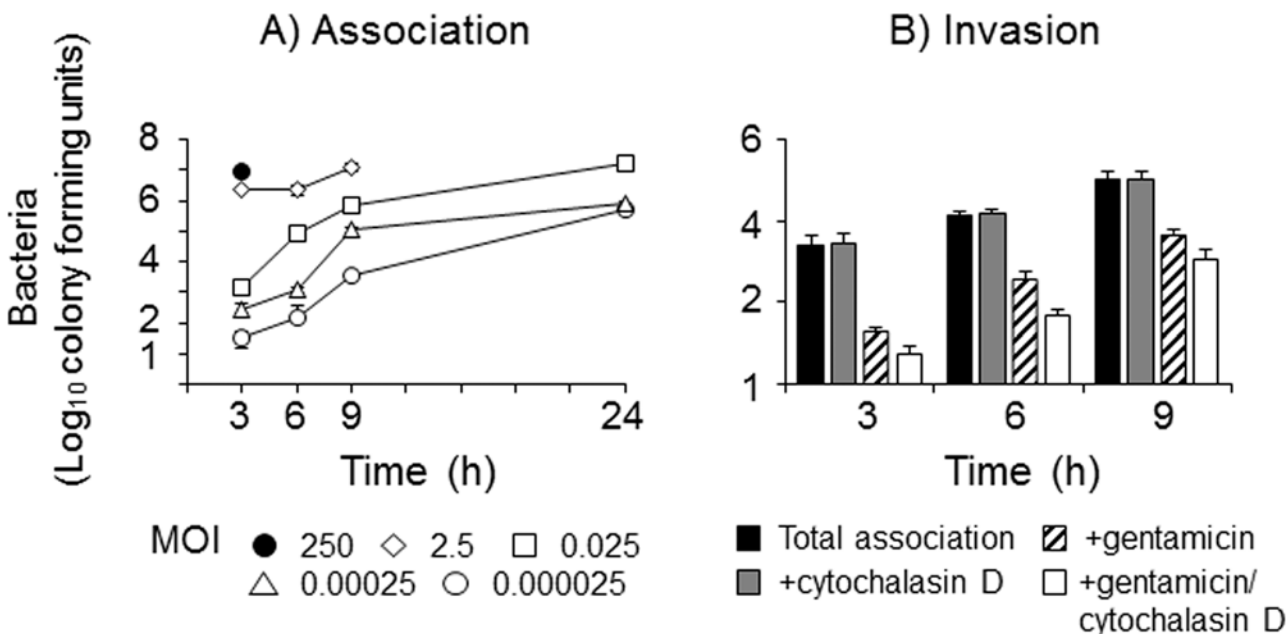 A) Association
B) Invasion
Bacteria
(Log10 colony forming units)
8
6
4
2
1
3 6 9 24
Time (h)
6
4
2
1
3 6 9
Time (h)
MOI 250 2.5 0.025
0.00025 0.000025
Total association +gentamicin
+cytochalasin D +gentamicin/
cytochalasin D